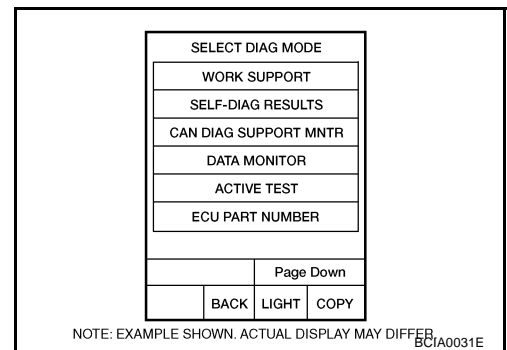 SELECT DIAG MODE
WORK SUPPORT
SELF-DIAG RESULTS
CAN DIAG SUPPORT MNTR
DATA MONITOR
ACTIVE TEST
ECU PART NUMBER
Page Down
BACK LIGHT COPY
NOTE: EXAMPLE SHOWN. ACTUAL DISPLAY MAY DIFFER.
BCIA0031E